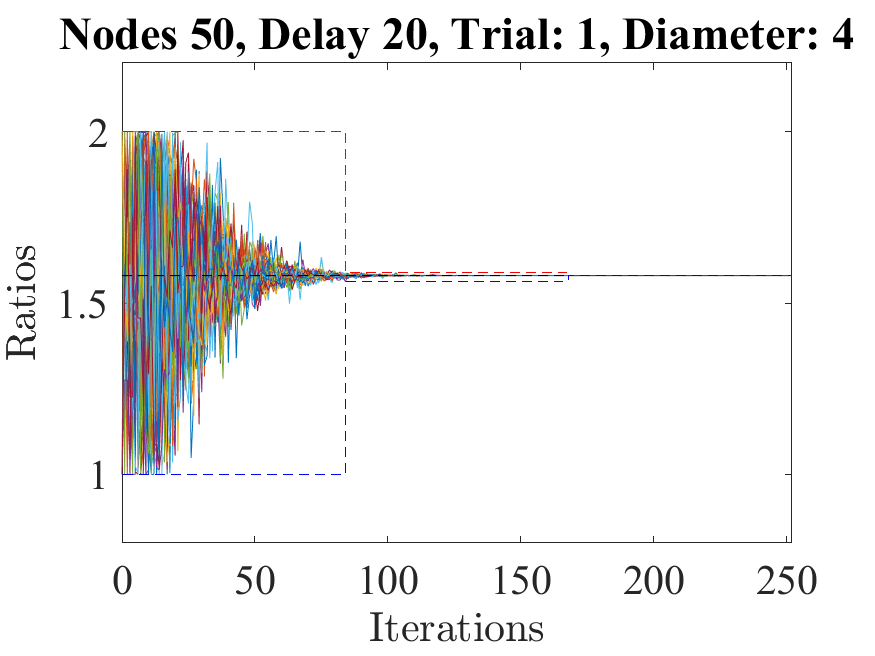 Nodes 50, Delay 20, Trial: 1, Diameter: 4
2
1.5
1
Ratios
0 50 100 150 200 250
Iterations